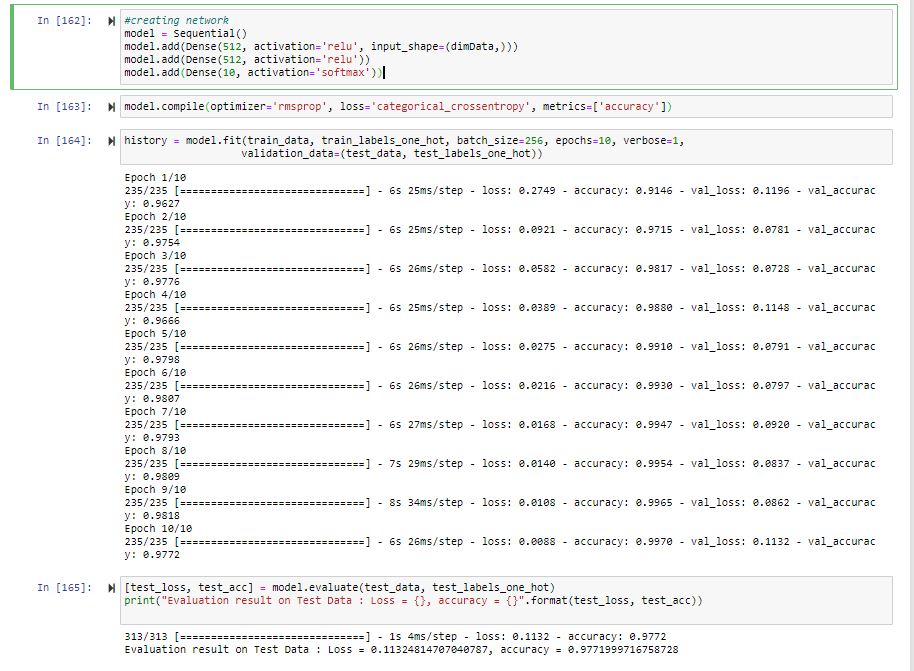 In [162]:
#creating network
model = Sequential()
model.add(Dense(512, activation='relu', input_shape=(dimData,)))
model.add(Dense(512, activation='relu'))
model.add(Dense(10, activation='softmax'))
In [163]:
model.compile(optimizer='rmsprop', loss='categorical_crossentropy', metrics=['accuracy'])
In [164]:
history = model.fit(train_data, train_labels_one_hot, batch_size=256, epochs=10, verbose=1,
validation_data=(test_data, test_labels_one_hot))
Epoch 1/10
235/235 [==============================] - 6s 25ms/step - loss: 0.2749 - accuracy: 0.9146 - val_loss: 0.1196 - val_accurac
y: 0.9627
Epoch 2/10
235/235 [==============================] - 6s 25ms/step - loss: 0.0921 - accuracy: 0.9715 - val_loss: 0.0781 - val_accurac
y: 0.9754
Epoch 3/10
235/235 [==============================] - 6s 26ms/step - loss: 0.0582 - accuracy: 0.9817 - val_loss: 0.0728 - val_accurac
y: 0.9776
Epoch 4/10
235/235 [==============================] - 6s 25ms/step - loss: 0.0389 - accuracy: 0.9880 - val_loss: 0.1148 - val_accurac
y: 0.9666
Epoch 5/10
235/235 [==============================] - 6s 26ms/step - loss: 0.0275 - accuracy: 0.9910 - val_loss: 0.0791 - val_accurac
y: 0.9798
Epoch 6/10
235/235 [==============================] - 6s 26ms/step - loss: 0.0216 - accuracy: 0.9930 - val_loss: 0.0797 - val_accurac
y: 0.9807
Epoch 7/10
235/235 [==============================] - 6s 27ms/step - loss: 0.0168 - accuracy: 0.9947 - val_loss: 0.0920 - val_accurac
y: 0.9793
Epoch 8/10
235/235 [==============================] - 7s 29ms/step - loss: 0.0140 - accuracy: 0.9954 - val_loss: 0.0837 - val_accurac
y: 0.9809
Epoch 9/10
235/235 [==============================] - 8s 34ms/step - loss: 0.0108 - accuracy: 0.9965 - val_loss: 0.0862 - val_accurac
y: 0.9818
Epoch 10/10
235/235 [==============================] - 6s 26ms/step - loss: 0.0088 - accuracy: 0.9970 - val_loss: 0.1132 - val_accurac
y: 0.9772
In [165]:
[test_loss, test_acc] = model.evaluate(test_data, test_labels_one_hot)
print("Evaluation result on Test Data : Loss = {}, accuracy = {}".format(test_loss, test_acc))
313/313 [==============================] - 1s 4ms/step - loss: 0.1132 - accuracy: 0.9772
Evaluation result on Test Data : Loss = 0.11324814707040787, accuracy = 0.9771999716758728